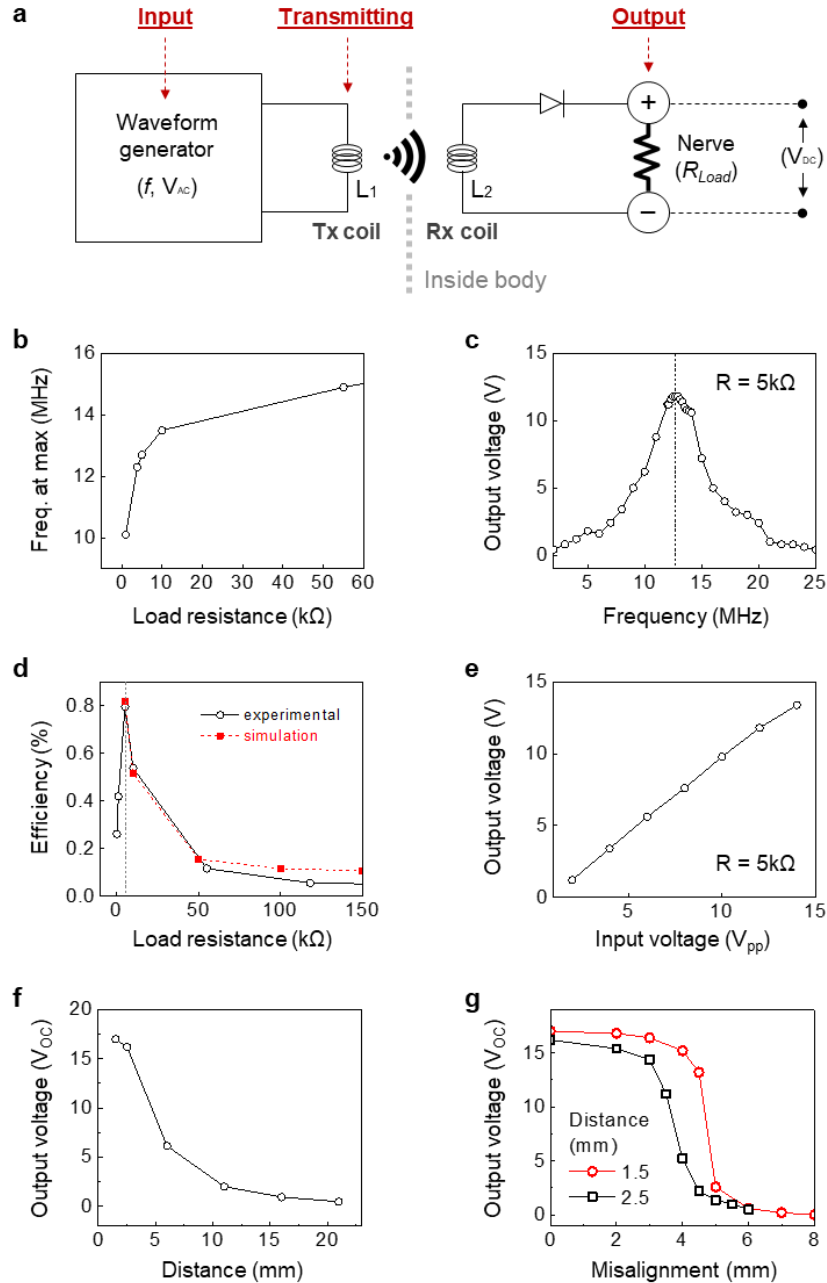 a
Input
Transmitting
Output
Waveform
generator
(f, VAC)
L1
L2
+
Nerve
(RLoad)
−
(VDC)
Tx coil
Rx coil
Inside body
b
Freq. at max (MHz)
16
14
12
10
0 10 20 30 40 50 60
Load resistance (kΩ)
c
Output voltage (V)
15
10
5
0
R = 5kΩ
5 10 15 20 25
Frequency (MHz)
d
Efficiency (%)
0.8
0.6
0.4
0.2
0.0
experimental
simulation
0 50 100 150
Load resistance (kΩ)
e
Output voltage (V)
15
10
5
0
R = 5kΩ
5 10 15
Input voltage (Vpp)
f
Output voltage (VOC)
20
15
10
5
0
0 5 10 15 20
Distance (mm)
g
Output voltage (VOC)
15
10
5
0
Distance
(mm)
1.5
2.5
0 2 4 6 8
Misalignment (mm)